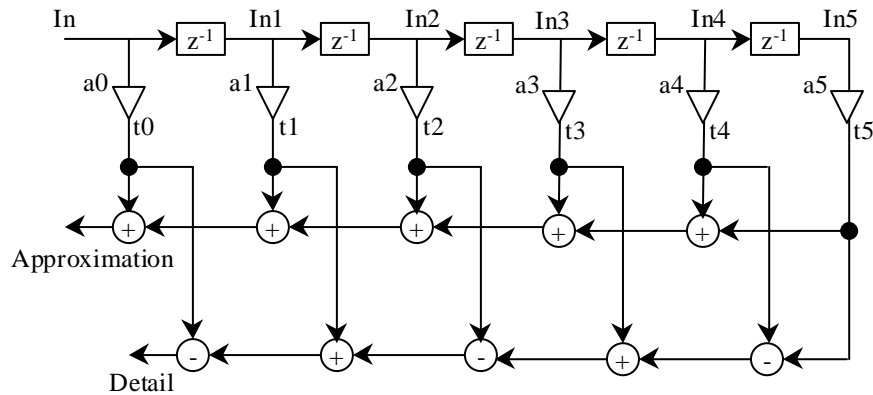 In In1 In2 In3 In4 In5
z-1 z-1 z-1 z-1 z-1
a0 a1 a2 a3 a4 a5
t0 t1 t2 t3 t4 t5
+ + + + +
Approximation
- + - + -
Detail